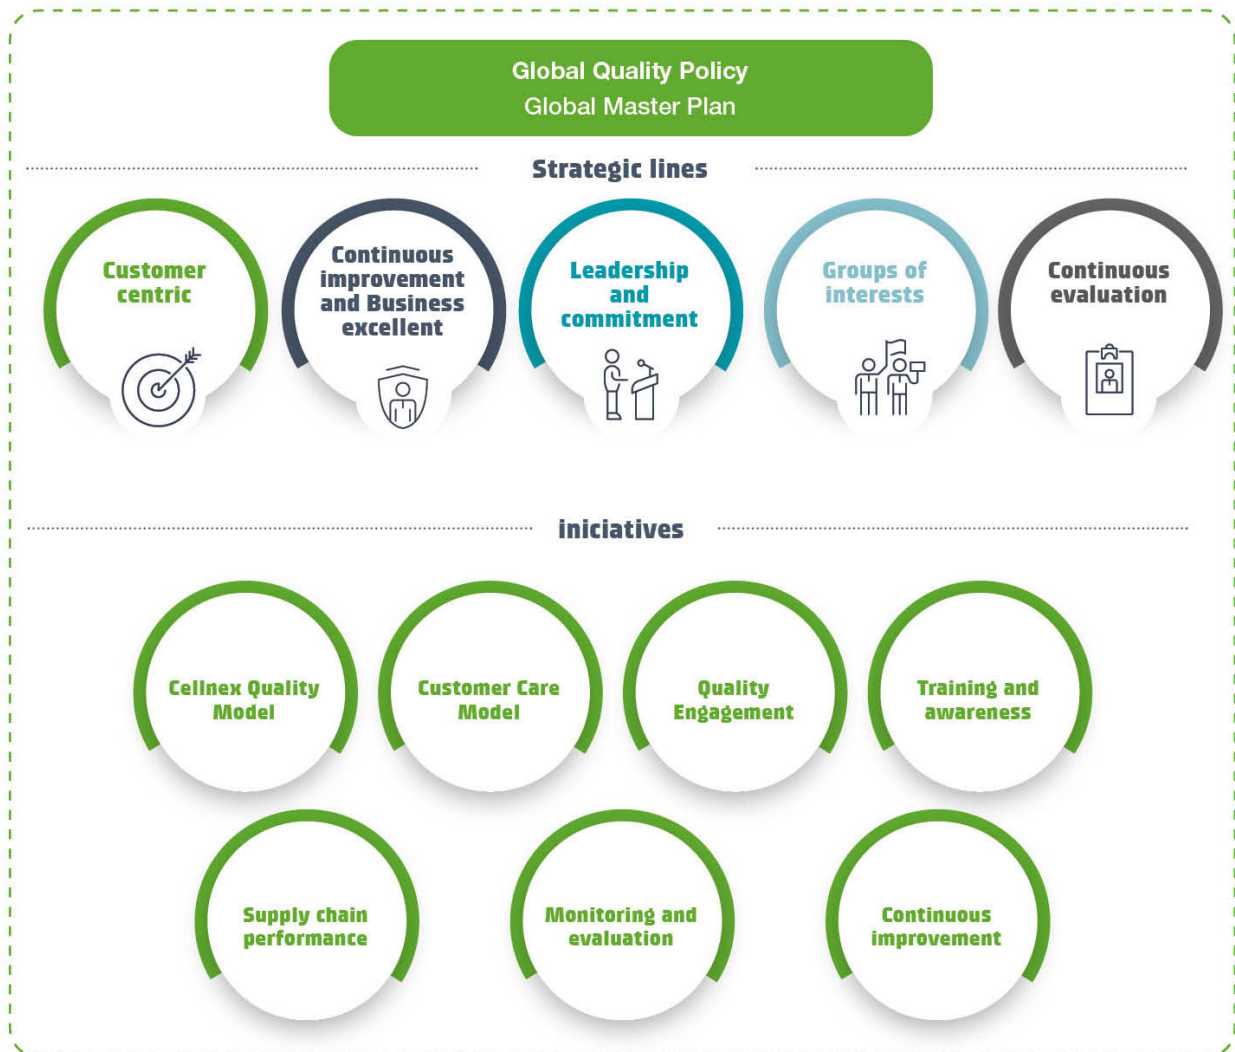 Global Quality Policy
Global Master Plan
Strategic lines
Customer
centric
Continuous
improvement
and Business
excellent
Leadership
and
commitment
Groups of
interests
Continuous
evaluation
iniciatives
Cellnex Quality
Model
Customer Care
Model
Quality
Engagement
Training and
awareness
Supply chain
performance
Monitoring and
evaluation
Continuous
improvement